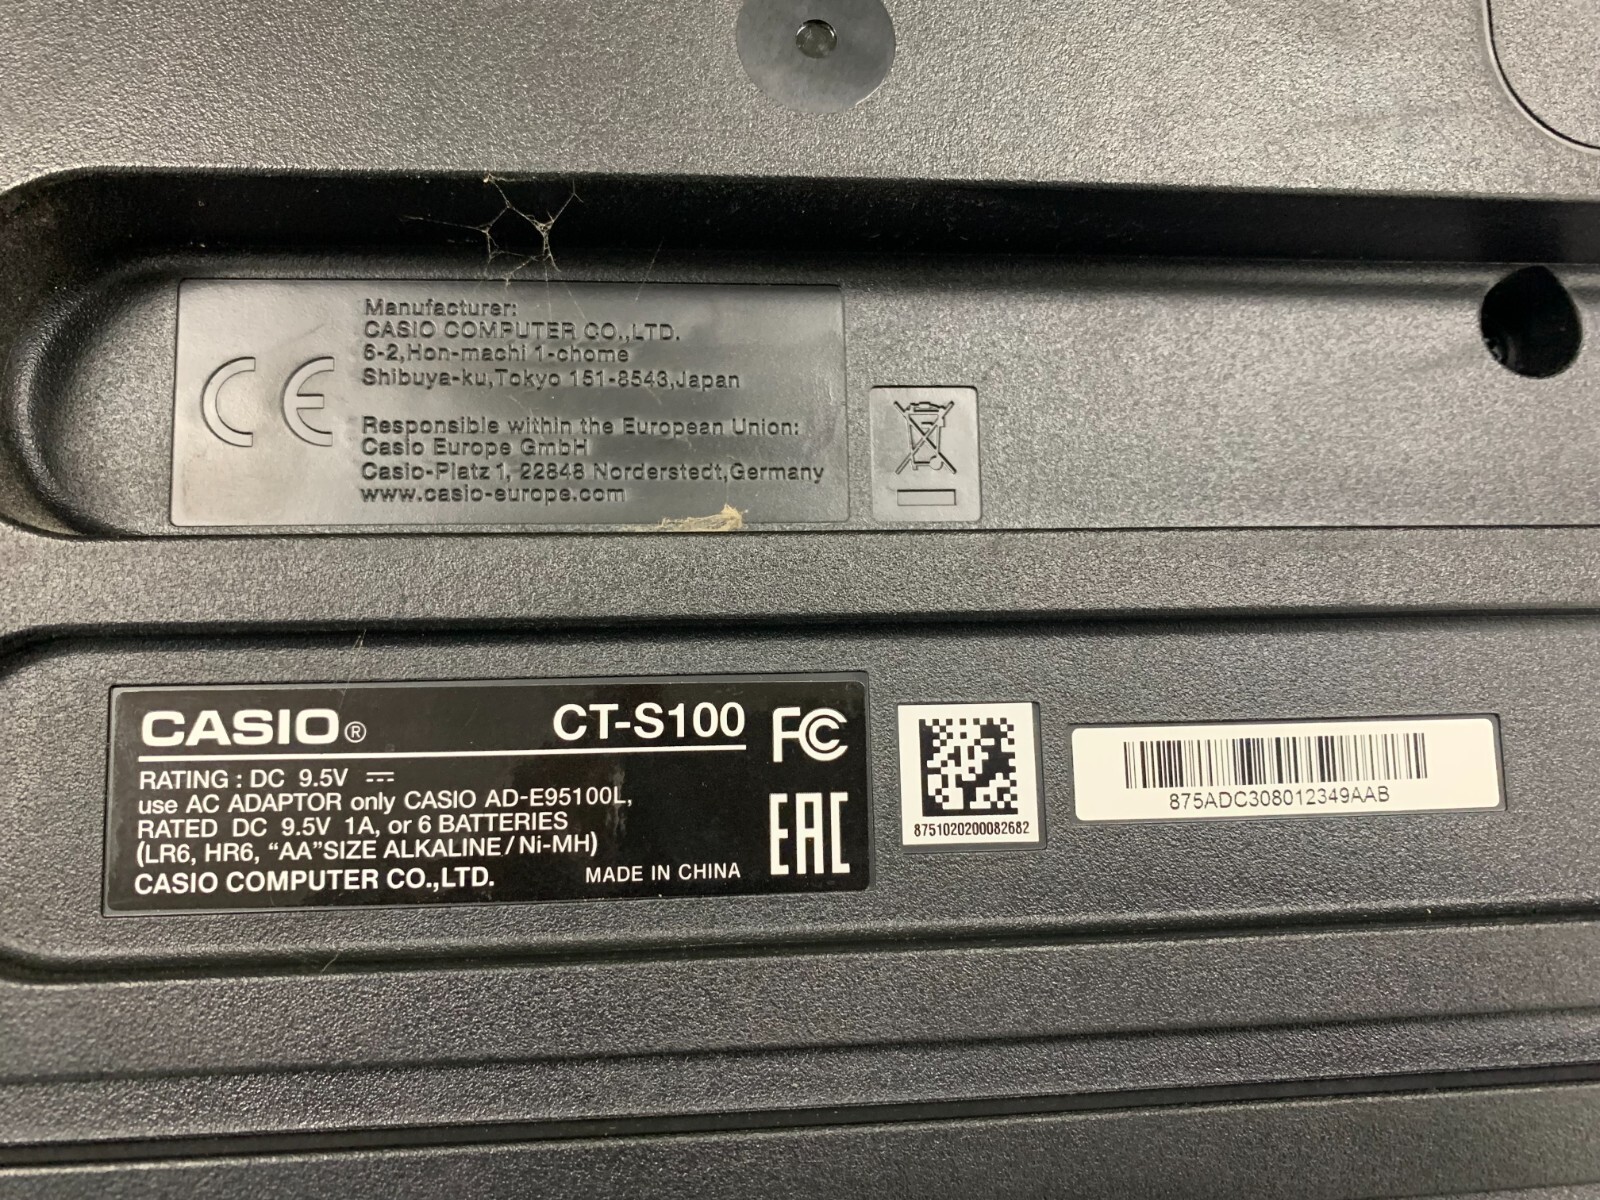 Manufacturer:
CASIO COMPUTER CO.,LTD.
6-2,Hon-machi 1-chome
Shibuya-ku,Tokyo 151-8543,Japan
Responsible within the European Union:
Casio Europe GmbH
Casio-Platz 1, 22848 Norderstedt,Germany
www.casio-europe.com
CE
CASIO® CT-S100
RATING : DC 9.5V ⎓
use AC ADAPTOR only CASIO AD-E95100L,
RATED DC 9.5V 1A, or 6 BATTERIES
(LR6, HR6, “AA”SIZE ALKALINE / Ni-MH)
CASIO COMPUTER CO.,LTD. MADE IN CHINA
FC
EAC
8751020200082682
875ADC308012349AAB